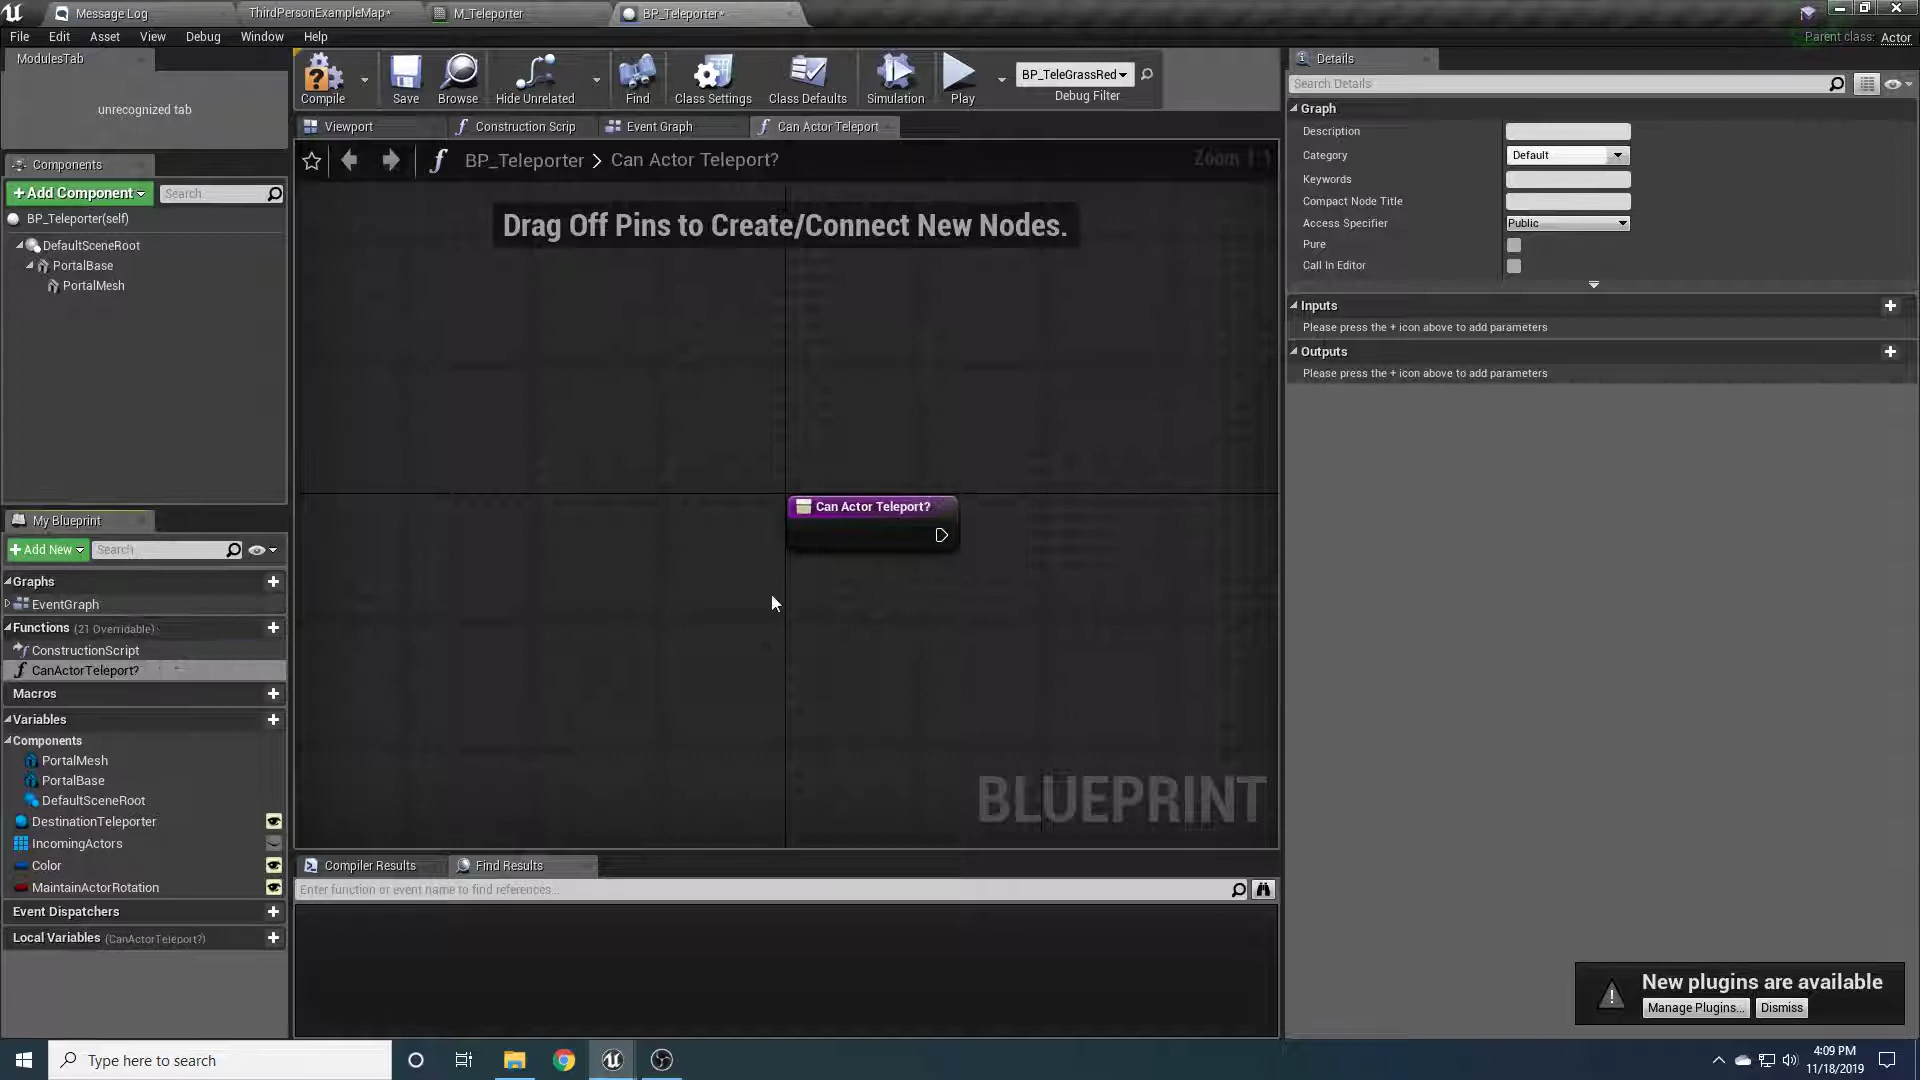 Message Log
ThirdPersonExampleMap*
M_Teleporter
BP_Teleporter*
File Edit Asset View Debug Window Help
Parent class: Actor
ModulesTab
unrecognized tab
Components
+Add Component
Search
BP_Teleporter(self)
DefaultSceneRoot
PortalBase
PortalMesh
My Blueprint
+Add New
Search
Graphs
EventGraph
Functions (21 Overridable)
ConstructionScript
CanActorTeleport?
Macros
Variables
Components
PortalMesh
PortalBase
DefaultSceneRoot
DestinationTeleporter
IncomingActors
Color
MaintainActorRotation
Event Dispatchers
Local Variables (CanActorTeleport?)
Compile
Save
Browse
Hide Unrelated
Find
Class Settings
Class Defaults
Simulation
Play
BP_TeleGrassRed
Debug Filter
Viewport
Construction Scrip
Event Graph
Can Actor Teleport
BP_Teleporter > Can Actor Teleport?
Zoom 1:1
Drag Off Pins to Create/Connect New Nodes.
Can Actor Teleport?
BLUEPRINT
Compiler Results
Find Results
Enter function or event name to find references...
Details
Search Details
Graph
Description
Category Default
Keywords
Compact Node Title
Access Specifier Public
Pure
Call In Editor
Inputs
Please press the + icon above to add parameters
Outputs
Please press the + icon above to add parameters
New plugins are available
Manage Plugins... Dismiss
Type here to search
4:09 PM
11/18/2019